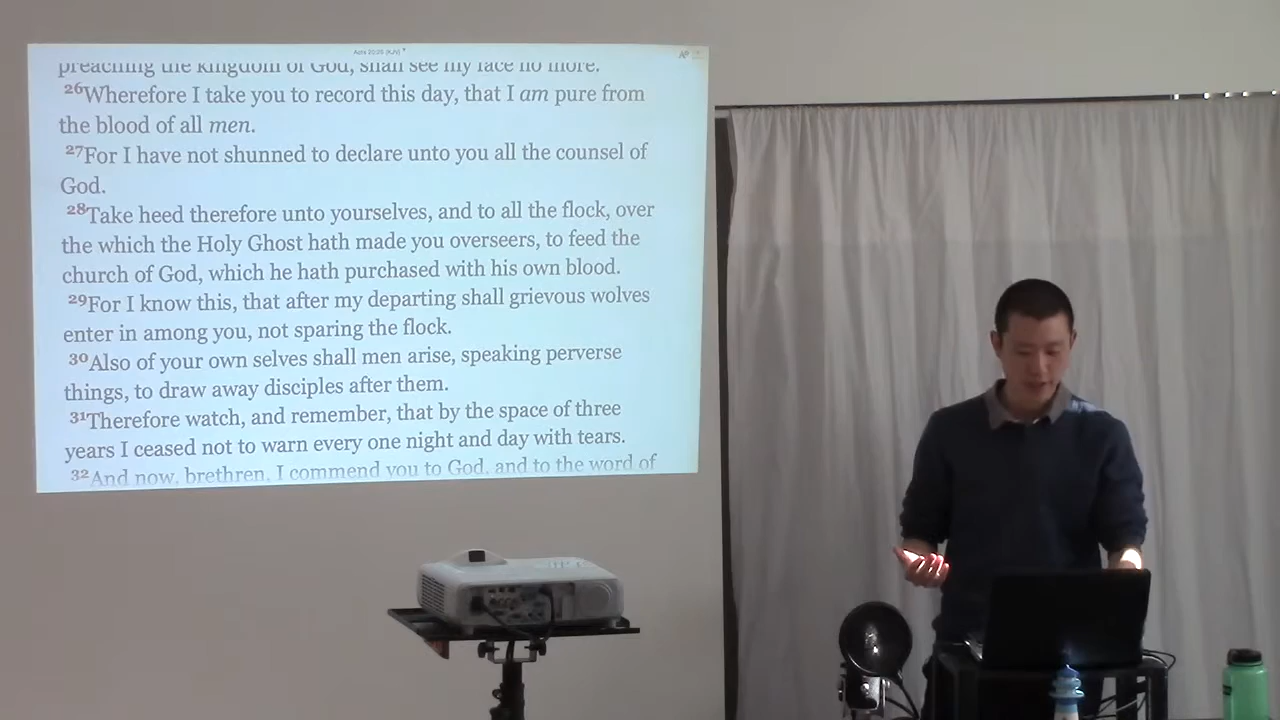 Acts 20:25 (KJV)
preaching the kingdom of God, shall see my face no more.
26Wherefore I take you to record this day, that I am pure from
the blood of all men.
27For I have not shunned to declare unto you all the counsel of
God.
28Take heed therefore unto yourselves, and to all the flock, over
the which the Holy Ghost hath made you overseers, to feed the
church of God, which he hath purchased with his own blood.
29For I know this, that after my departing shall grievous wolves
enter in among you, not sparing the flock.
30Also of your own selves shall men arise, speaking perverse
things, to draw away disciples after them.
31Therefore watch, and remember, that by the space of three
years I ceased not to warn every one night and day with tears.
32And now, brethren, I commend you to God, and to the word of